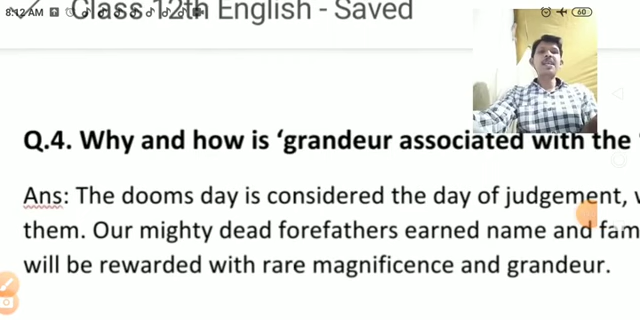 8:12 AM
60
Class 12th English - Saved
Q.4. Why and how is ‘grandeur associated with the ‘
Ans: The dooms day is considered the day of judgement,
them. Our mighty dead forefathers earned name and fam
will be rewarded with rare magnificence and grandeur.